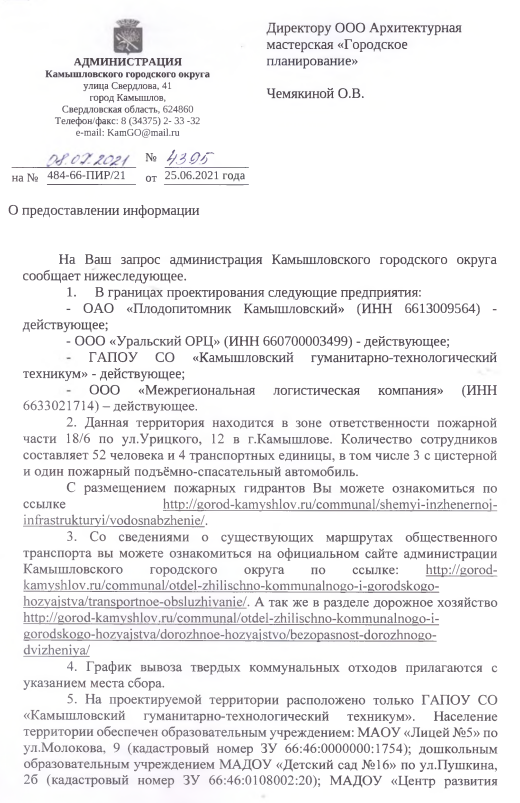 АДМИНИСТРАЦИЯ
Камышловского городского округа
улица Свердлова, 41
город Камышлов,
Свердловская область, 624860
Телефон/факс: 8 (34375) 2- 33 -32
e-mail: KamGO@mail.ru
08.07.2021 № 4395
на № 484-66-ПИР/21 от 25.06.2021 года
Директору ООО Архитектурная
мастерская «Городское
планирование»
Чемякиной О.В.
О предоставлении информации
На Ваш запрос администрация Камышловского городского округа
сообщает нижеследующее.
1. В границах проектирования следующие предприятия:
- ОАО «Плодопитомник Камышловский» (ИНН 6613009564) -
действующее;
- ООО «Уральский ОРЦ» (ИНН 660700003499) - действующее;
- ГАПОУ СО «Камышловский гуманитарно-технологический
техникум» - действующее;
- ООО «Межрегиональная логистическая компания» (ИНН
6633021714) – действующее.
2. Данная территория находится в зоне ответственности пожарной
части 18/6 по ул.Урицкого, 12 в г.Камышлове. Количество сотрудников
составляет 52 человека и 4 транспортных единицы, в том числе 3 с цистерной
и один пожарный подъёмно-спасательный автомобиль.
С размещением пожарных гидрантов Вы можете ознакомиться по
ссылке http://gorod-kamyshlov.ru/communal/shemyi-inzhenernoj-
infrastrukturyi/vodosnabzhenie/.
3. Со сведениями о существующих маршрутах общественного
транспорта вы можете ознакомиться на официальном сайте администрации
Камышловского городского округа по ссылке: http://gorod-
kamyshlov.ru/communal/otdel-zhilischno-kommunalnogo-i-gorodskogo-
hozvajstva/transportnoe-obsluzhivanie/. А так же в разделе дорожное хозяйство
http://gorod-kamyshlov.ru/communal/otdel-zhilischno-kommunalnogo-i-
gorodskogo-hozyajstva/dorozhnoe-hozyajstvo/bezopasnost-dorozhnogo-
dvizheniya/
4. График вывоза твердых коммунальных отходов прилагаются с
указанием места сбора.
5. На проектируемой территории расположено только ГАПОУ СО
«Камышловский гуманитарно-технологический техникум». Население
территории обеспечен образовательным учреждением: МАОУ «Лицей №5» по
ул.Молокова, 9 (кадастровый номер ЗУ 66:46:0000000:1754); дошкольным
образовательным учреждением МАДОУ «Детский сад №16» по ул.Пушкина,
2б (кадастровый номер ЗУ 66:46:0108002:20); МАДОУ «Центр развития